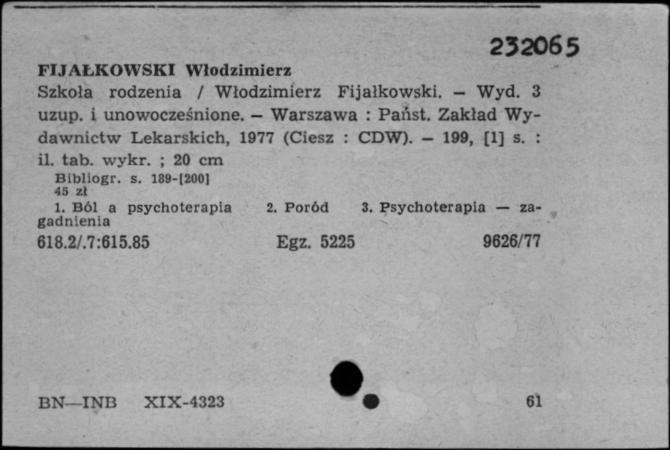 232065
FIJAŁKOWSKI Włodzimierz
Szkoła rodzenia / Włodzimierz Fijałkowski. — Wyd. 3
uzup. i unowocześnione. — Warszawa : Państ. Zakład Wy-
dawnictw Lekarskich, 1977 (Ciesz : CDW). — 199, [1] s. :
il. tab. wykr. ; 20 cm
Bibliogr. s. 189-[200]
45 zł
1. Ból a psychoterapia 2. Poród 3. Psychoterapia — za-
gadnienia
618.2/.7:615.85 Egz. 5225 9626/77
BN—INB XIX-4323 61